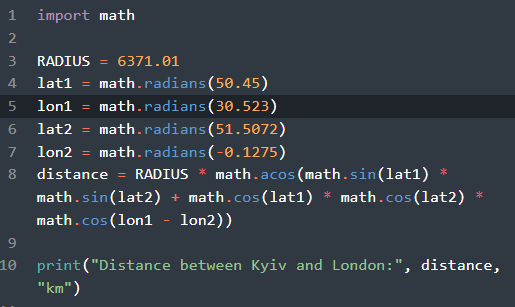 1 import math
2
3 RADIUS = 6371.01
4 lat1 = math.radians(50.45)
5 lon1 = math.radians(30.523)
6 lat2 = math.radians(51.5072)
7 lon2 = math.radians(-0.1275)
8 distance = RADIUS * math.acos(math.sin(lat1) *
math.sin(lat2) + math.cos(lat1) * math.cos(lat2) *
math.cos(lon1 - lon2))
9
10 print("Distance between Kyiv and London:", distance,
"km")